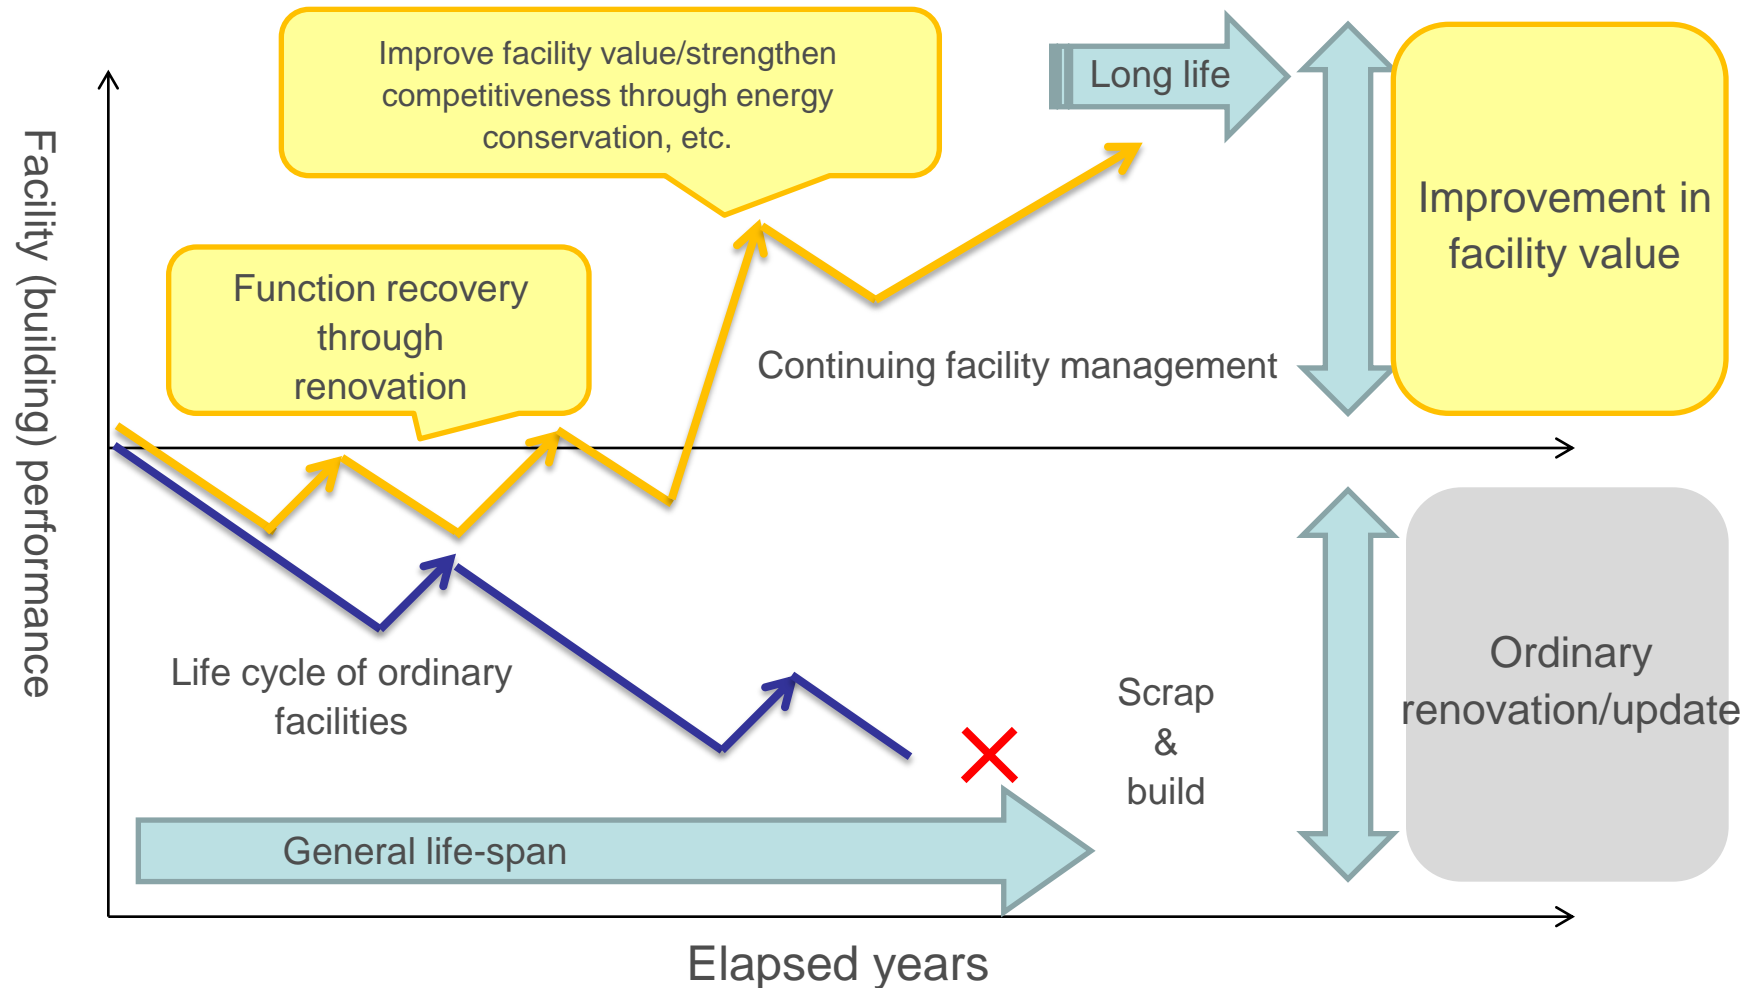 Improve facility value/strengthen
competitiveness through energy
conservation, etc.
Long life
Facility (building) performance
Improvement in
facility value
Function recovery
through
renovation
Continuing facility management
Life cycle of ordinary
facilities
Scrap
&
build
Ordinary
renovation/update
General life-span
Elapsed years